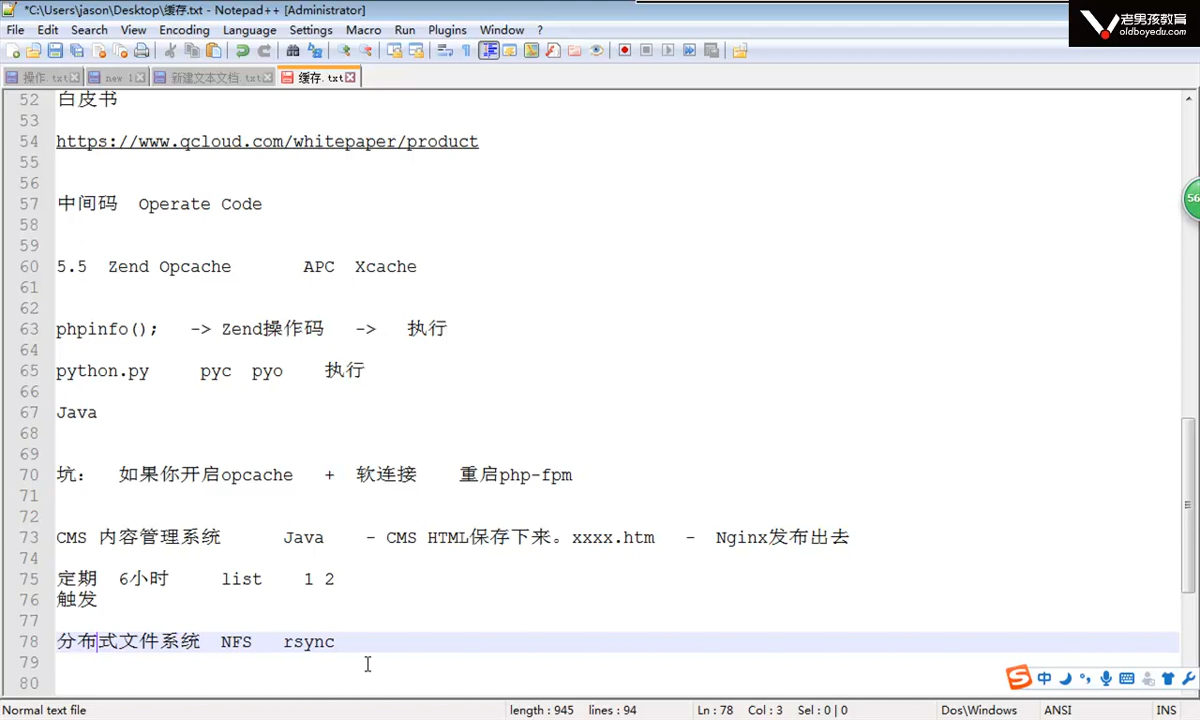 *C:\Users\jason\Desktop\缓存.txt - Notepad++ [Administrator]
File Edit Search View Encoding Language Settings Macro Run Plugins Window ?
老男孩教育
oldboyedu.com
操作.txt new 1 新建文本文档.txt 缓存.txt
52 白皮书
53
54 https://www.qcloud.com/whitepaper/product
55
56
57 中间码 Operate Code
58
59
60 5.5 Zend Opcache APC Xcache
61
62
63 phpinfo(); -> Zend操作码 -> 执行
64
65 python.py pyc pyo 执行
66
67 Java
68
69
70 坑: 如果你开启opcache + 软连接 重启php-fpm
71
72
73 CMS 内容管理系统 Java - CMS HTML保存下来。xxxx.htm - Nginx发布出去
74
75 定期 6小时 list 1 2
76 触发
77
78 分布式文件系统 NFS rsync
79
80
56
中
Normal text file length : 945 lines : 94 Ln : 78 Col : 3 Sel : 0 | 0 Dos\Windows ANSI INS